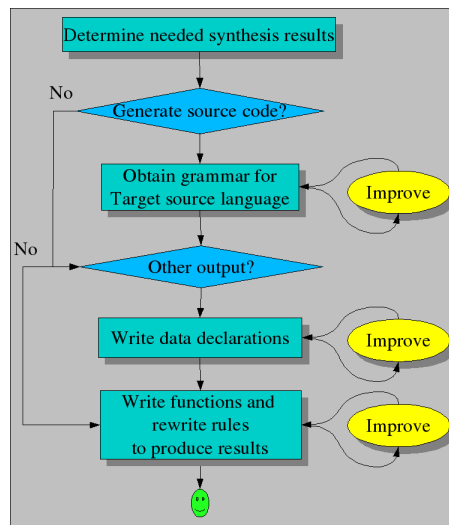 Determine needed synthesis results
No
Generate source code?
Obtain grammar for
Target source language
Improve
No
Other output?
Write data declarations
Improve
Write functions and
rewrite rules
to produce results
Improve